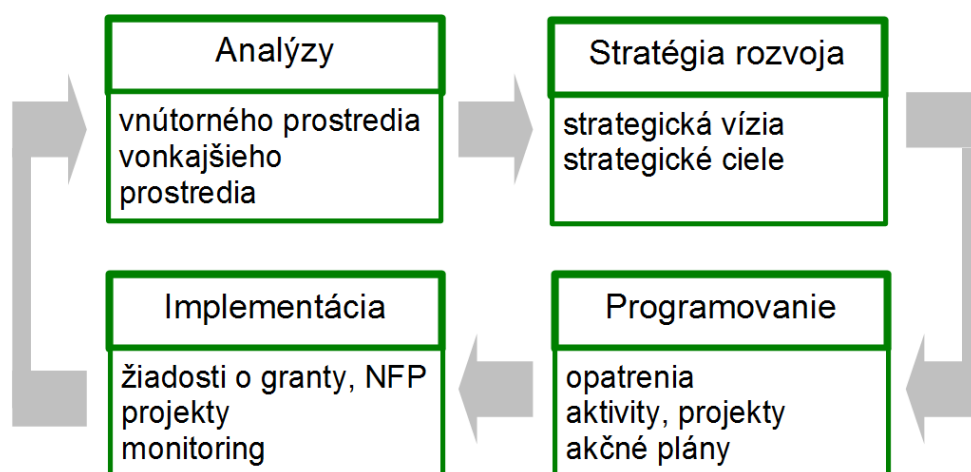 Analýzy
vnútorného prostredia
vonkajšieho
prostredia
Stratégia rozvoja
strategická vízia
strategické ciele
Implementácia
žiadosti o granty, NFP
projekty
monitoring
Programovanie
opatrenia
aktivity, projekty
akčné plány